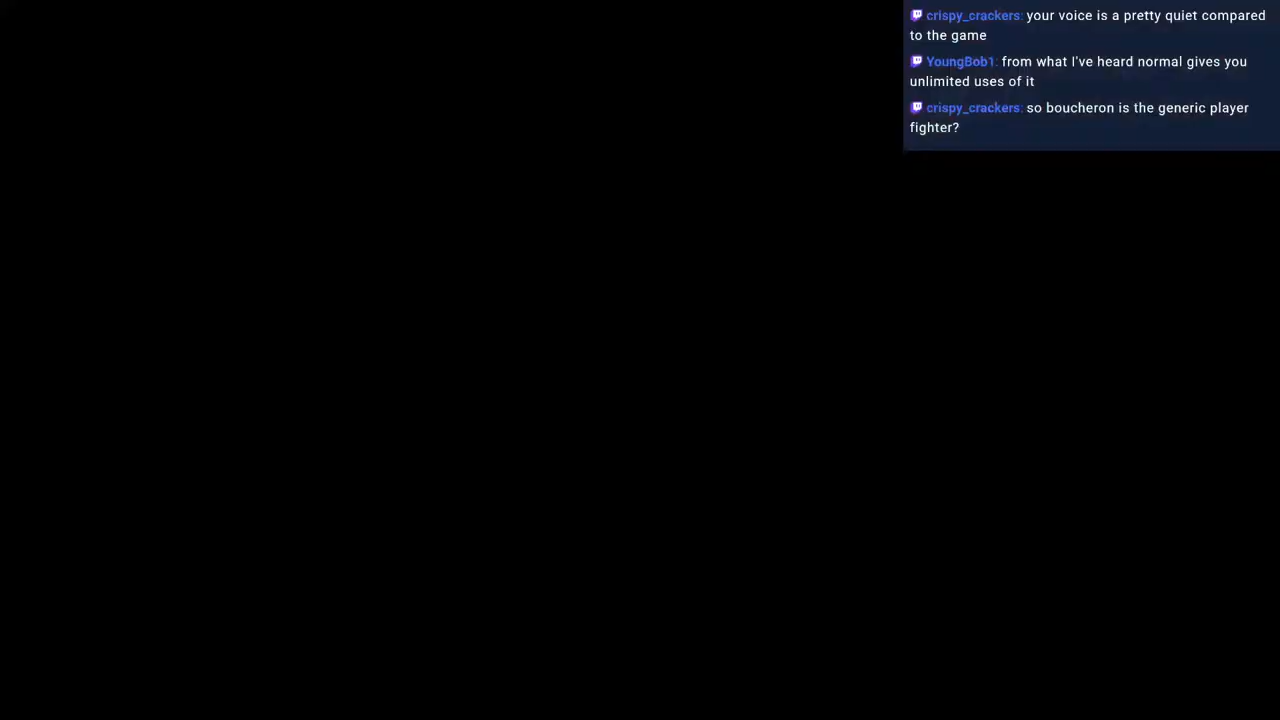 crispy_crackers: your voice is a pretty quiet compared
to the game
YoungBob1: from what I've heard normal gives you
unlimited uses of it
crispy_crackers: so boucheron is the generic player
fighter?